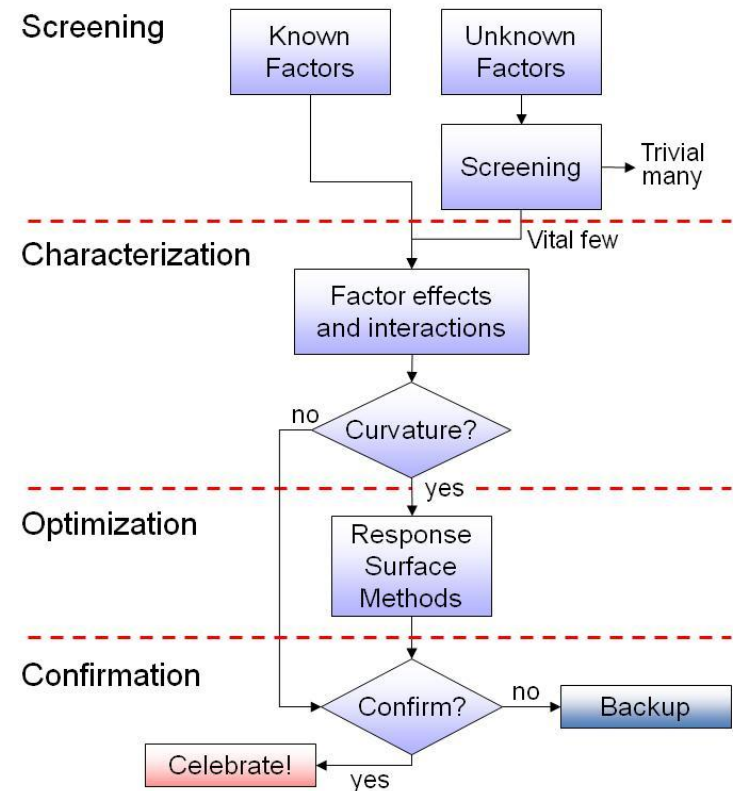 Screening
Known
Factors
Unknown
Factors
Screening
Trivial
many
Vital few
Characterization
Factor effects
and interactions
no
Curvature?
yes
Optimization
Response
Surface
Methods
Confirmation
Confirm?
no
Backup
Celebrate!
yes